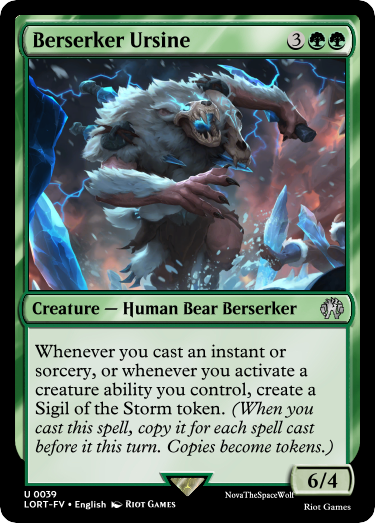 Berserker Ursine 3
Creature — Human Bear Berserker
Whenever you cast an instant or
sorcery, or whenever you activate a
creature ability you control, create a
Sigil of the Storm token. (When you
cast this spell, copy it for each spell cast
before it this turn. Copies become tokens.)
6/4
U 0039
LORT-FV • English Riot Games
NovaTheSpaceWolf
Riot Games